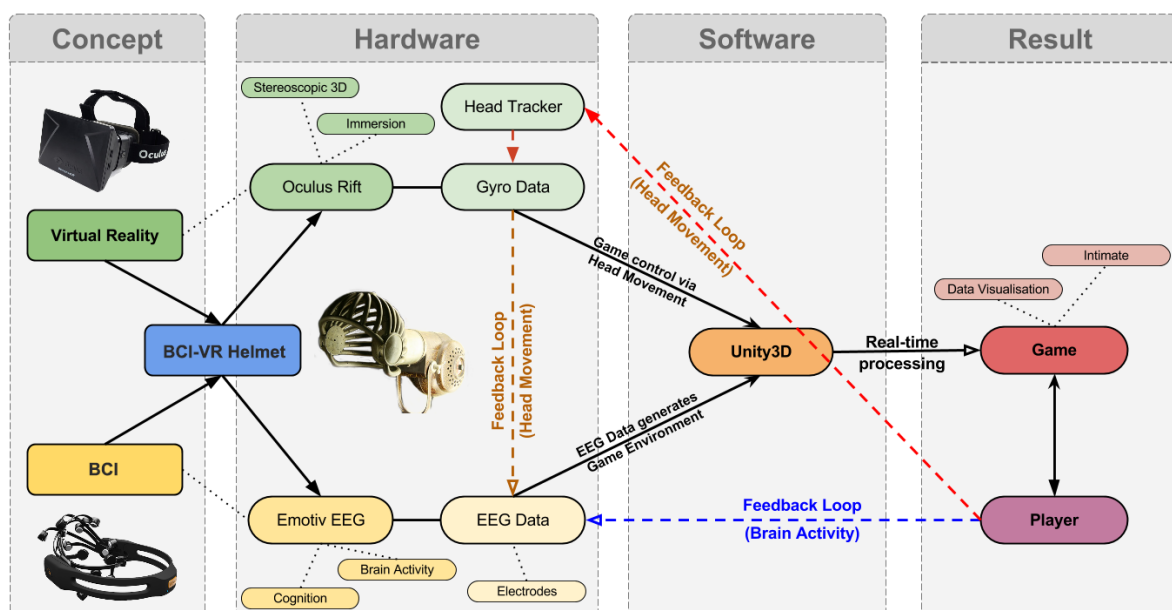 Concept
Hardware
Software
Result
Stereoscopic 3D
Immersion
Head Tracker
Oculus
Oculus Rift
Gyro Data
Virtual Reality
BCI-VR Helmet
BCI
Emotiv EEG
EEG Data
Brain Activity
Cognition
Electrodes
Feedback Loop
(Head Movement)
Feedback Loop
(Head Movement)
Game control via
Head Movement
EEG Data generates
Game Environment
Unity3D
Real-time
processing
Feedback Loop
(Brain Activity)
Intimate
Data Visualisation
Game
Player